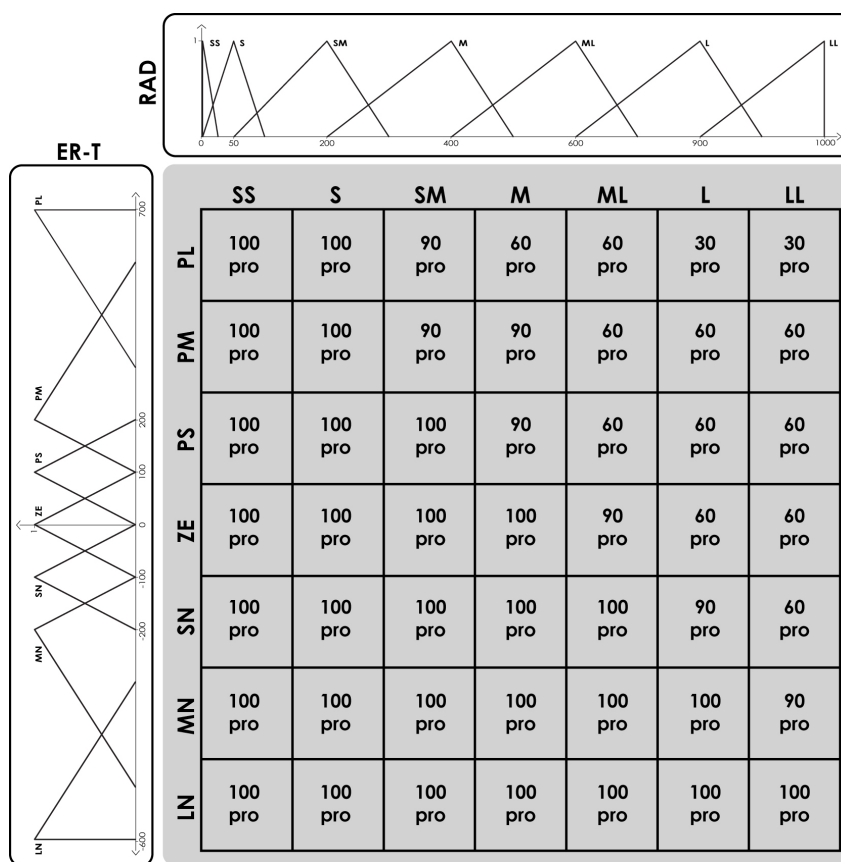 RAD
1 SS S SM M ML L LL
0 50 200 400 600 900 1000
ER-T
PL
700
PM
200
PS
100
ZE
0
1
SN
-100
-200
MN
LN
-600
SS S SM M ML L LL
PL
100 100 90 60 60 30 30
pro pro pro pro pro pro pro
PM
100 100 90 90 60 60 60
pro pro pro pro pro pro pro
PS
100 100 100 90 60 60 60
pro pro pro pro pro pro pro
ZE
100 100 100 100 90 60 60
pro pro pro pro pro pro pro
SN
100 100 100 100 100 90 60
pro pro pro pro pro pro pro
MN
100 100 100 100 100 100 90
pro pro pro pro pro pro pro
LN
100 100 100 100 100 100 100
pro pro pro pro pro pro pro